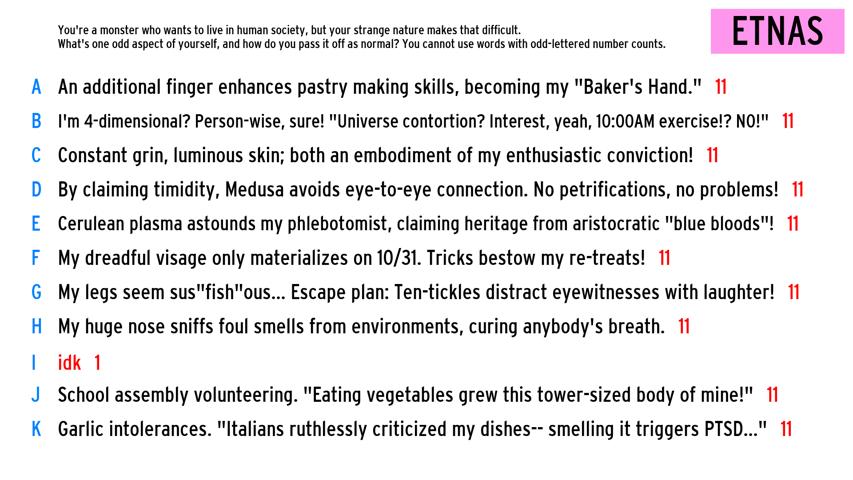 You're a monster who wants to live in human society, but your strange nature makes that difficult.
What's one odd aspect of yourself, and how do you pass it off as normal? You cannot use words with odd-lettered number counts.
ETNAS
A An additional finger enhances pastry making skills, becoming my "Baker's Hand." 11
B I'm 4-dimensional? Person-wise, sure! "Universe contortion? Interest, yeah, 10:00AM exercise!? NO!" 11
C Constant grin, luminous skin; both an embodiment of my enthusiastic conviction! 11
D By claiming timidity, Medusa avoids eye-to-eye connection. No petrifications, no problems! 11
E Cerulean plasma astounds my phlebotomist, claiming heritage from aristocratic "blue bloods"! 11
F My dreadful visage only materializes on 10/31. Tricks bestow my re-treats! 11
G My legs seem sus"fish"ous... Escape plan: Ten-tickles distract eyewitnesses with laughter! 11
H My huge nose sniffs foul smells from environments, curing anybody's breath. 11
I idk 1
J School assembly volunteering. "Eating vegetables grew this tower-sized body of mine!" 11
K Garlic intolerances. "Italians ruthlessly criticized my dishes-- smelling it triggers PTSD..." 11